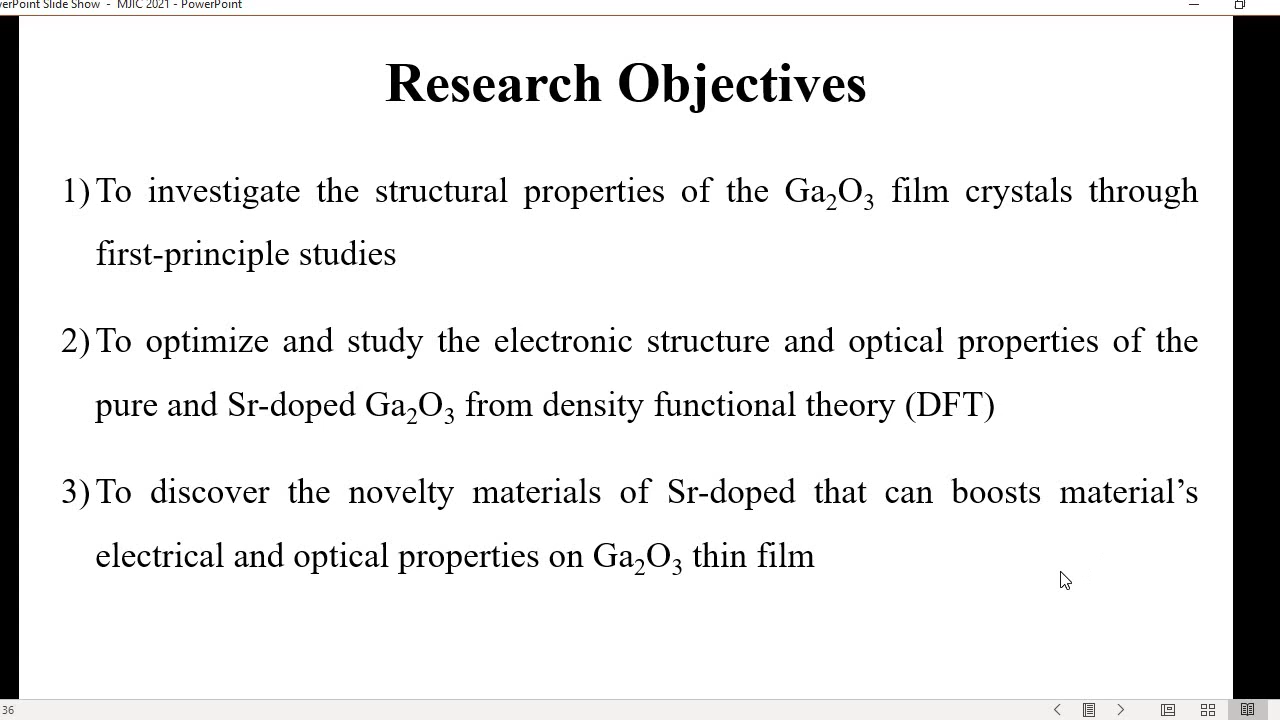 PowerPoint Slide Show - MJIC 2021 - PowerPoint
Research Objectives
1) To investigate the structural properties of the Ga₂O₃ film crystals through
first-principle studies
2) To optimize and study the electronic structure and optical properties of the
pure and Sr-doped Ga₂O₃ from density functional theory (DFT)
3) To discover the novelty materials of Sr-doped that can boosts material’s
electrical and optical properties on Ga₂O₃ thin film
36